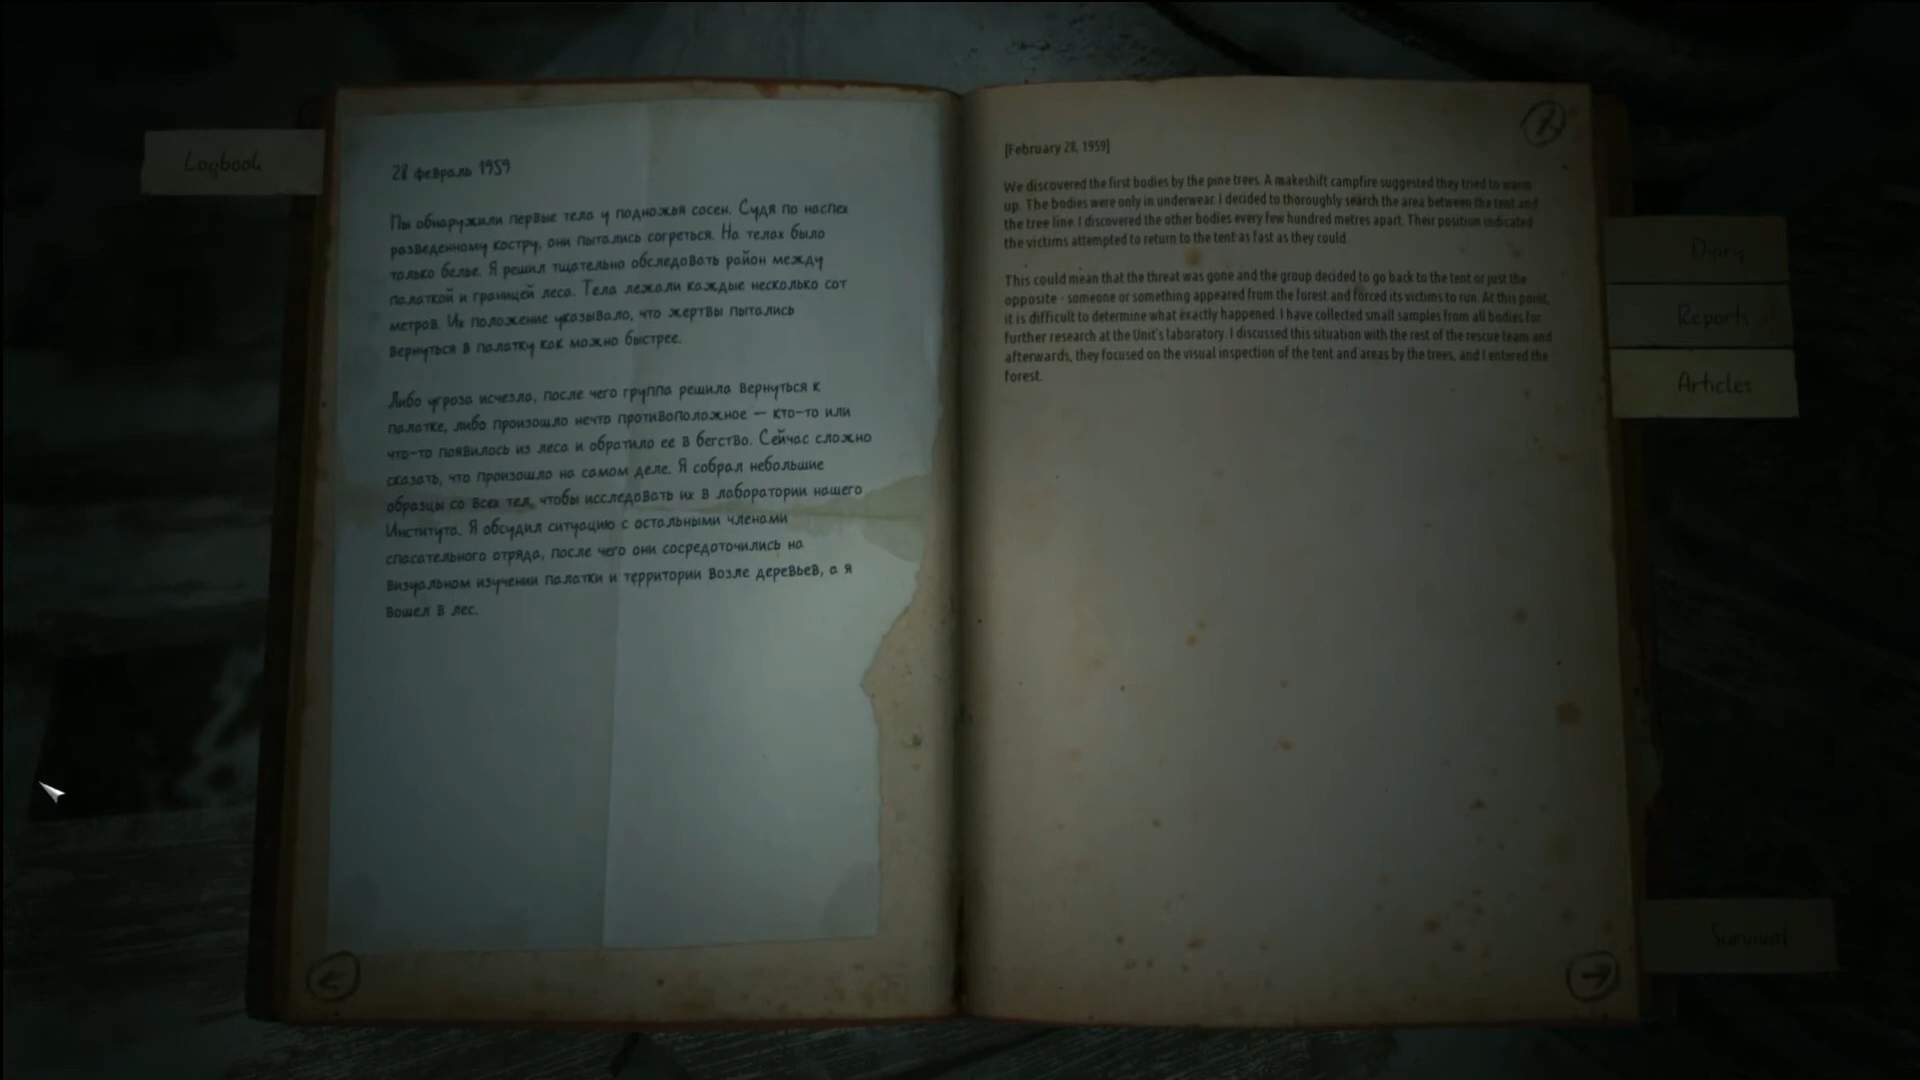 Logbook
28 февраль 1959
Мы обнаружили первые тела у подножья сосен. Судя по наспех
разведенному костру, они пытались согреться. На телах было
только белье. Я решил тщательно обследовать район между
палаткой и границей леса. Тела лежали каждые несколько сот
метров. Их положение указывало, что жертвы пытались
вернуться в палатку как можно быстрее.
Либо угроза исчезла, после чего группа решила вернуться к
палатке, либо произошло нечто противоположное — кто-то или
что-то появилось из леса и обратило ее в бегство. Сейчас сложно
сказать, что произошло на самом деле. Я собрал небольшие
образцы со всех тел, чтобы исследовать их в лаборатории нашего
Института. Я обсудил ситуацию с остальными членами
спасательного отряда, после чего они сосредоточились на
визуальном изучении палатки и территории возле деревьев, а я
вошел в лес.
[February 28, 1959]
We discovered the first bodies by the pine trees. A makeshift campfire suggested they tried to warm
up. The bodies were only in underwear. I decided to thoroughly search the area between the tent and
the tree line. I discovered the other bodies every few hundred metres apart. Their position indicated
the victims attempted to return to the tent as fast as they could.
This could mean that the threat was gone and the group decided to go back to the tent or just the
opposite - someone or something appeared from the forest and forced its victims to run. At this point,
it is difficult to determine what exactly happened. I have collected small samples from all bodies for
further research at the Unit's laboratory. I discussed this situation with the rest of the rescue team and
afterwards, they focused on the visual inspection of the tent and areas by the trees, and I entered the
forest.
Diary
Reports
Articles
Survival